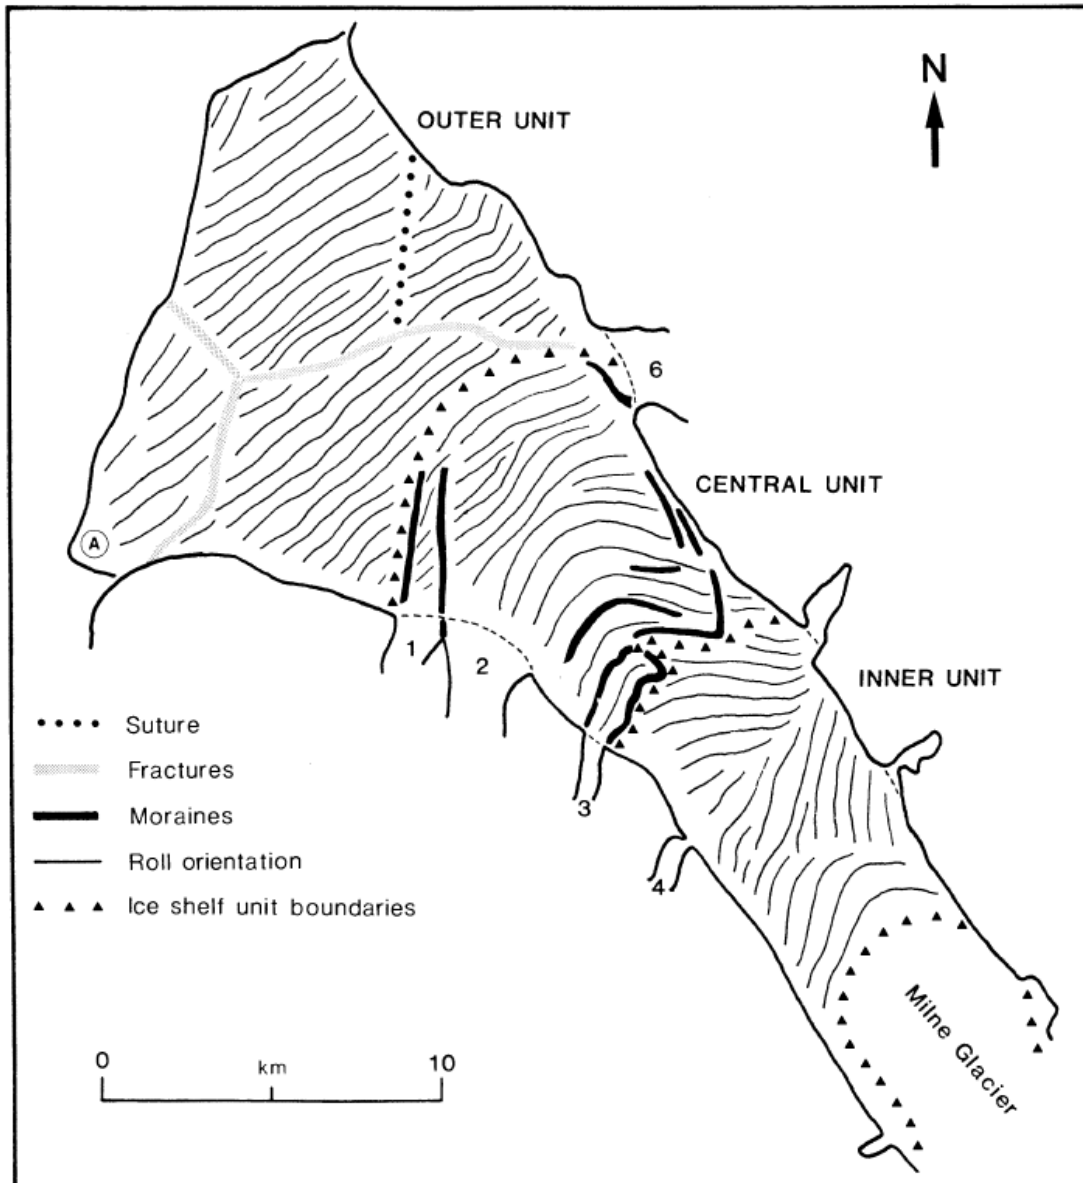 N
OUTER UNIT
6
CENTRAL UNIT
A
1
2
INNER UNIT
3
4
Suture
Fractures
Moraines
Roll orientation
Ice shelf unit boundaries
Milne Glacier
0 km 10